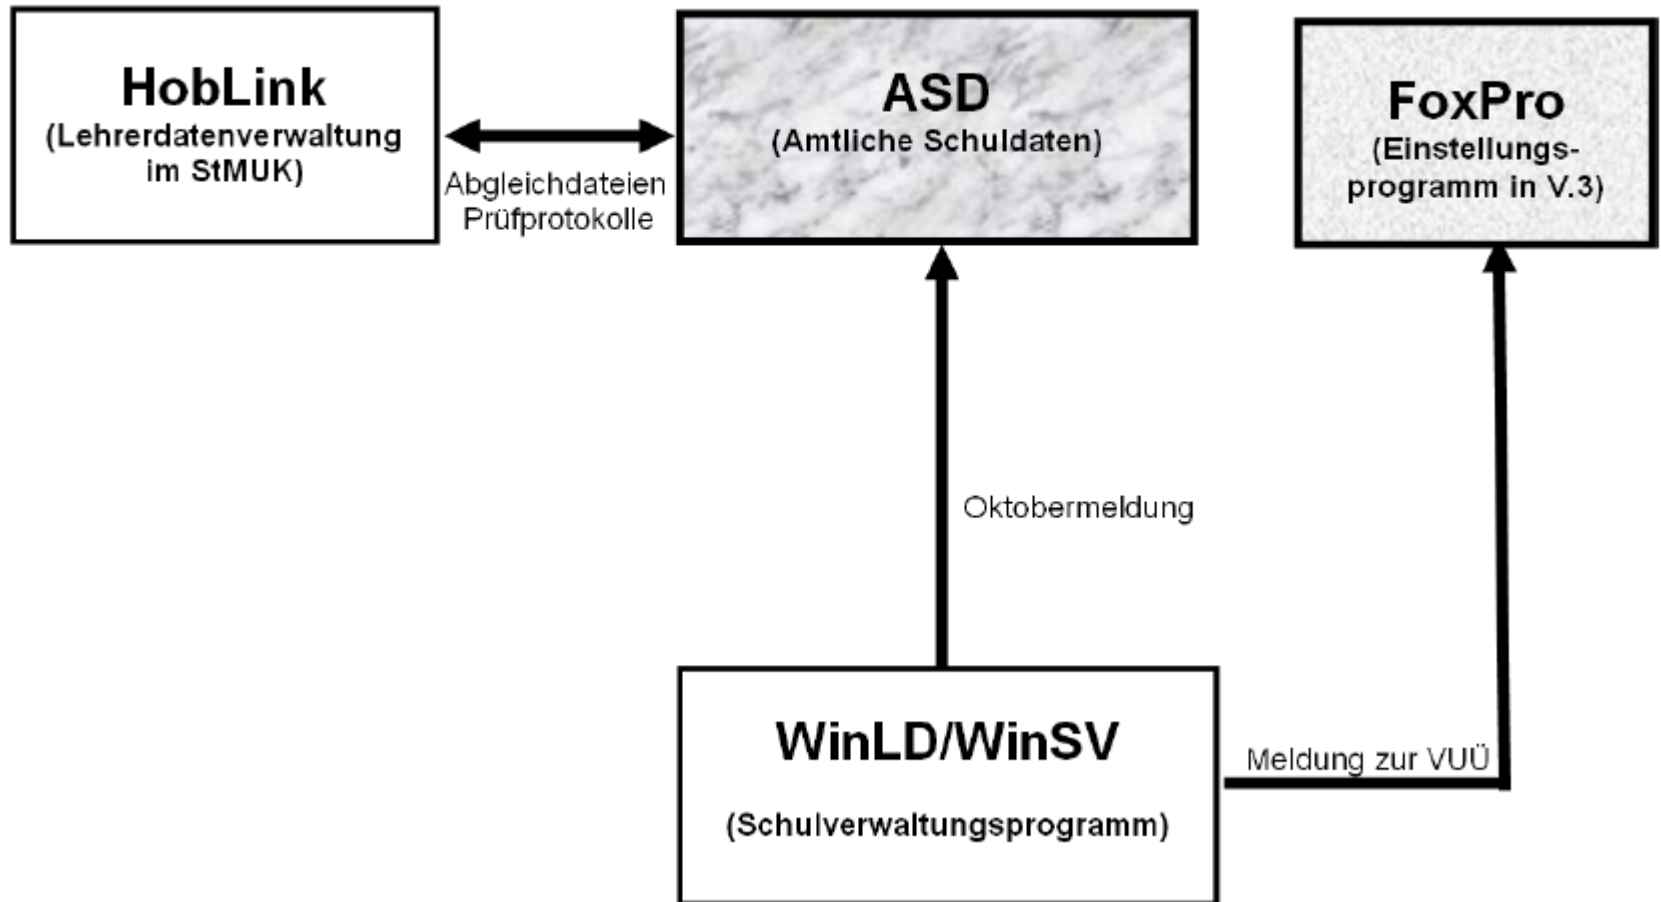 HobLink
(Lehrerdatenverwaltung
im StMUK)
Abgleichdateien
Prüfprotokolle
ASD
(Amtliche Schuldaten)
FoxPro
(Einstellungs-
programm in V.3)
Oktobermeldung
WinLD/WinSV
(Schulverwaltungsprogramm)
Meldung zur VUÜ